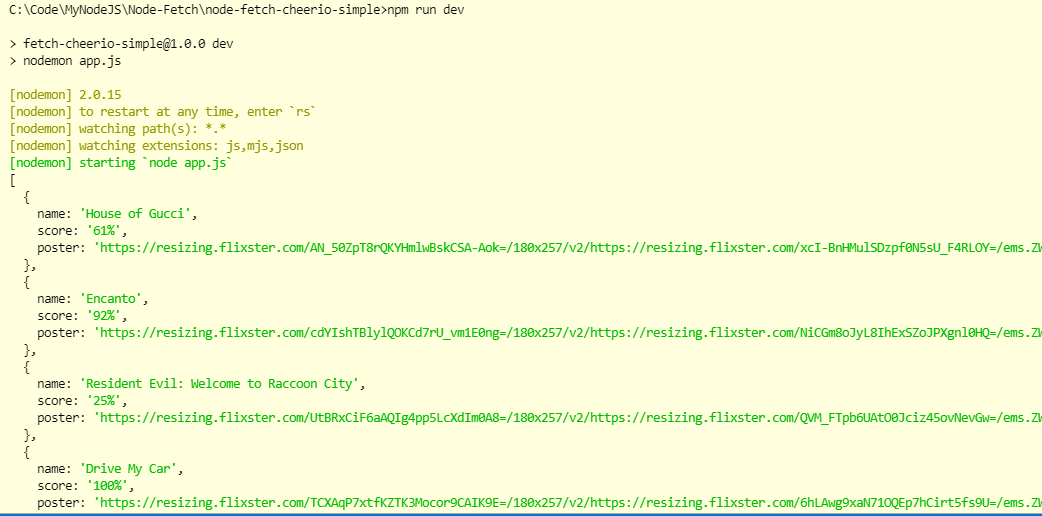 C:\Code\MyNodeJS\Node-Fetch\node-fetch-cheerio-simple>npm run dev
> fetch-cheerio-simple@1.0.0 dev
> nodemon app.js
[nodemon] 2.0.15
[nodemon] to restart at any time, enter `rs`
[nodemon] watching path(s): *.*
[nodemon] watching extensions: js,mjs,json
[nodemon] starting `node app.js`
[
  {
    name: 'House of Gucci',
    score: '61%',
    poster: 'https://resizing.flixster.com/AN_50ZpT8rQKYHmlwBskCSA-Aok=/180x257/v2/https://resizing.flixster.com/xcI-BnHMulSDzpf0N5sU_F4RLOY=/ems.ZW
  },
  {
    name: 'Encanto',
    score: '92%',
    poster: 'https://resizing.flixster.com/cdYIshTBlylQOKCd7rU_vm1E0ng=/180x257/v2/https://resizing.flixster.com/NiCGm8oJyL8IhExSZoJPXgnl0HQ=/ems.ZW
  },
  {
    name: 'Resident Evil: Welcome to Raccoon City',
    score: '25%',
    poster: 'https://resizing.flixster.com/UtBRxCiF6aAQIg4pp5LcXdIm0A8=/180x257/v2/https://resizing.flixster.com/QVM_FTpb6UAtO0Jciz45ovNevGw=/ems.ZW
  },
  {
    name: 'Drive My Car',
    score: '100%',
    poster: 'https://resizing.flixster.com/TCXAqP7xtfKZTK3Mocor9CAIK9E=/180x257/v2/https://resizing.flixster.com/6hLAwg9xaN71OQEp7hCirt5fs9U=/ems.ZW